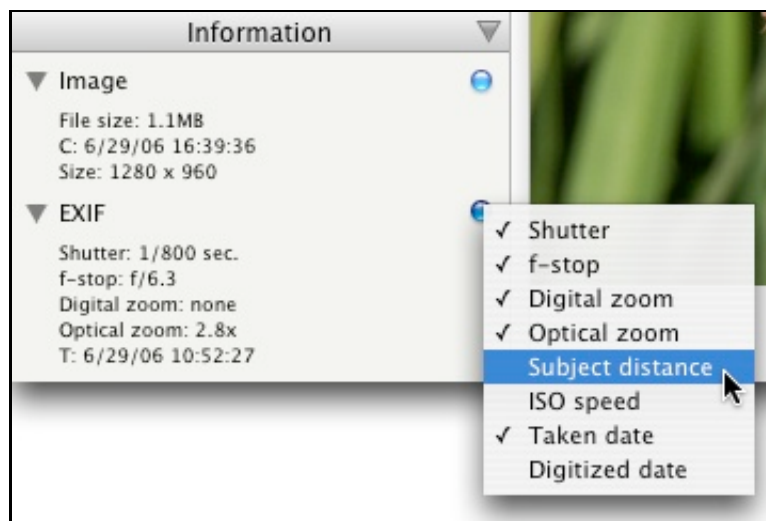 Information
Image
File size: 1.1MB
C: 6/29/06 16:39:36
Size: 1280 x 960
EXIF
Shutter: 1/800 sec.
f-stop: f/6.3
Digital zoom: none
Optical zoom: 2.8x
T: 6/29/06 10:52:27
✓ Shutter
✓ f-stop
✓ Digital zoom
✓ Optical zoom
Subject distance
ISO speed
✓ Taken date
Digitized date